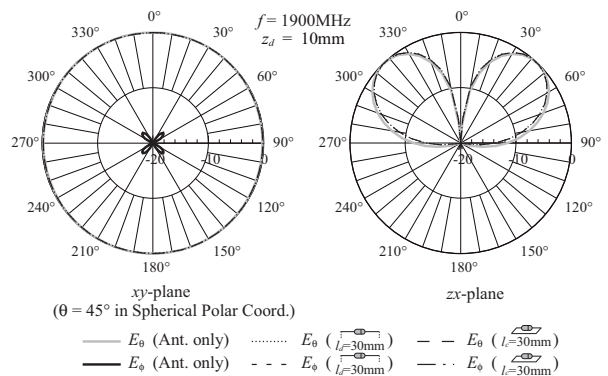 f = 1900MHz
z_d = 10mm
0°
30°
60°
90°
120°
150°
180°
210°
240°
270°
300°
330°
-20
-10
0
0°
30°
60°
90°
120°
150°
180°
210°
240°
270°
300°
330°
-20
-10
0
xy-plane
(θ = 45° in Spherical Polar Coord.)
zx-plane
E_θ (Ant. only)
E_θ ( l_d=30mm )
E_θ ( l_c=30mm )
E_ϕ (Ant. only)
E_ϕ ( l_d=30mm )
E_ϕ ( l_c=30mm )